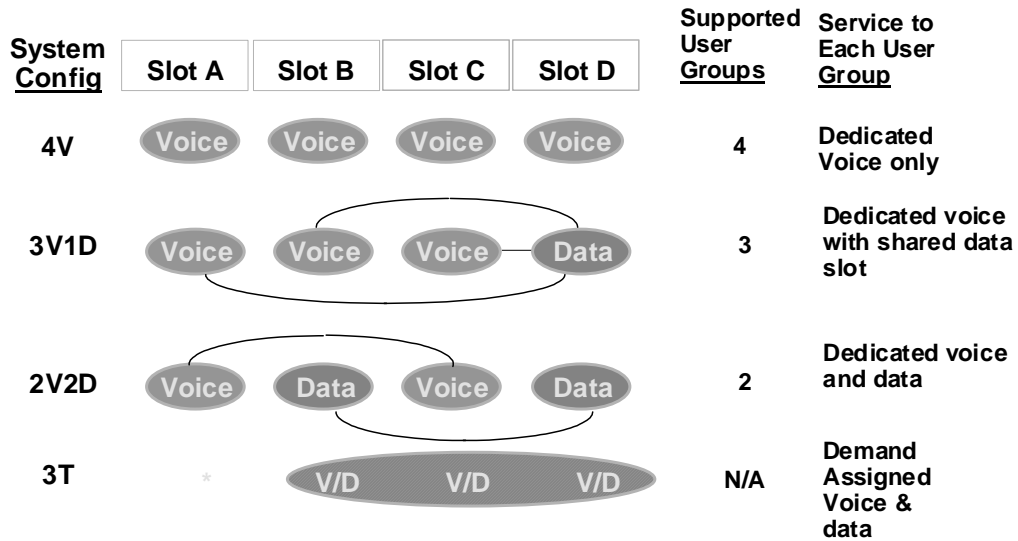 System Config Slot A Slot B Slot C Slot D Supported User Groups Service to Each User Group
4V Voice Voice Voice Voice 4 Dedicated Voice only
3V1D Voice Voice Voice Data 3 Dedicated voice with shared data slot
2V2D Voice Data Voice Data 2 Dedicated voice and data
3T * V/D V/D V/D N/A Demand Assigned Voice & data